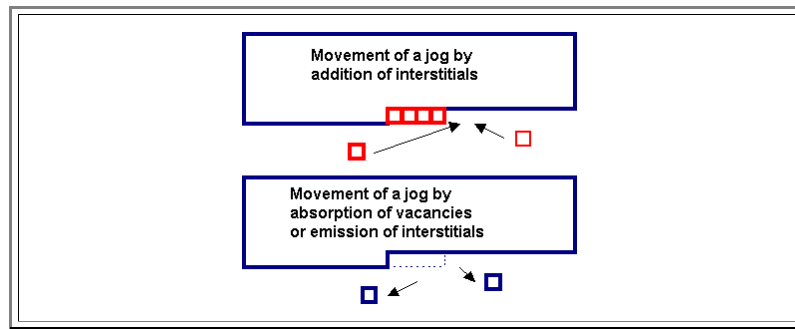 Movement of a jog by
addition of interstitials
Movement of a jog by
absorption of vacancies
or emission of interstitials